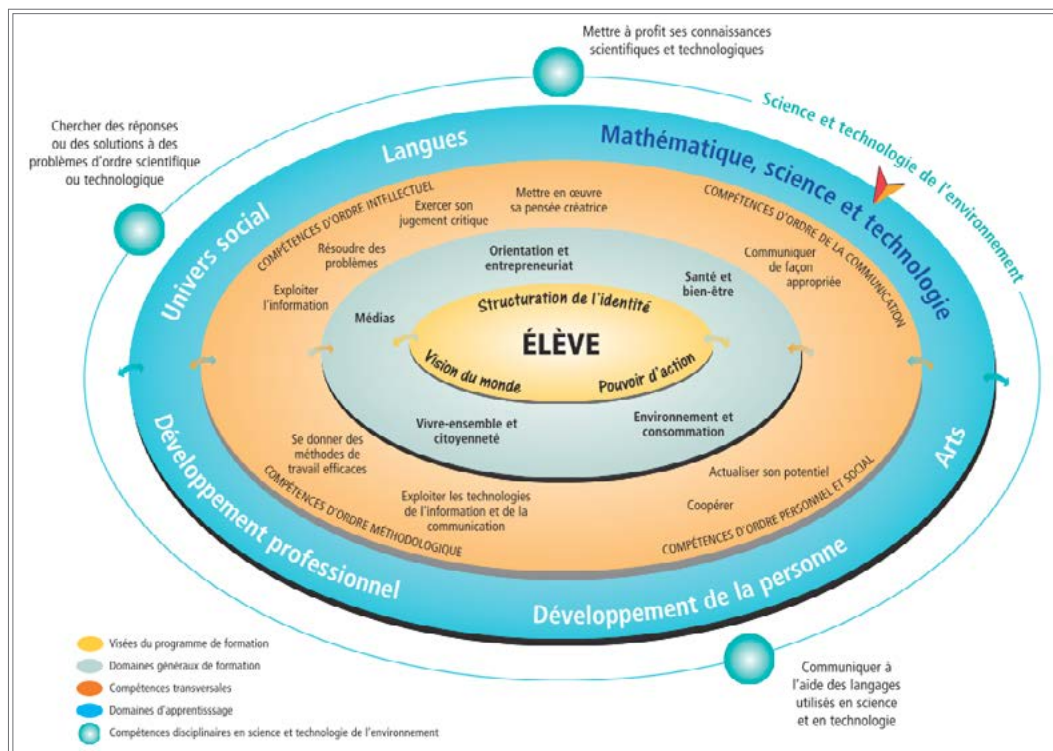 Mettre à profit ses connaissances
scientifiques et technologiques
Science et technologie de l'environnement
Chercher des réponses
ou des solutions à des
problèmes d'ordre scientifique
ou technologique
Langues
Mathématique, science et technologie
Univers social
COMPÉTENCES D'ORDRE INTELLECTUEL
Exercer son
jugement critique
Mettre en œuvre
sa pensée créatrice
COMPÉTENCES D'ORDRE DE LA COMMUNICATION
Résoudre des
problèmes
Communiquer
de façon
appropriée
Exploiter
l'information
Orientation et
entrepreneuriat
Santé et
bien-être
Médias
Structuration de l'identité
ÉLÈVE
Vision du monde
Pouvoir d'action
Vivre-ensemble et
citoyenneté
Environnement et
consommation
Se donner des
méthodes de
travail efficaces
Actualiser son potentiel
Exploiter les technologies
de l'information et de la
communication
Coopérer
COMPÉTENCES D'ORDRE MÉTHODOLOGIQUE
COMPÉTENCES D'ORDRE PERSONNEL ET SOCIAL
Arts
Développement professionnel
Développement de la personne
Communiquer à
l'aide des langages
utilisés en science
et en technologie
Visées du programme de formation
Domaines généraux de formation
Compétences transversales
Domaines d'apprentisssage
Compétences disciplinaires en science et technologie de l'environnement